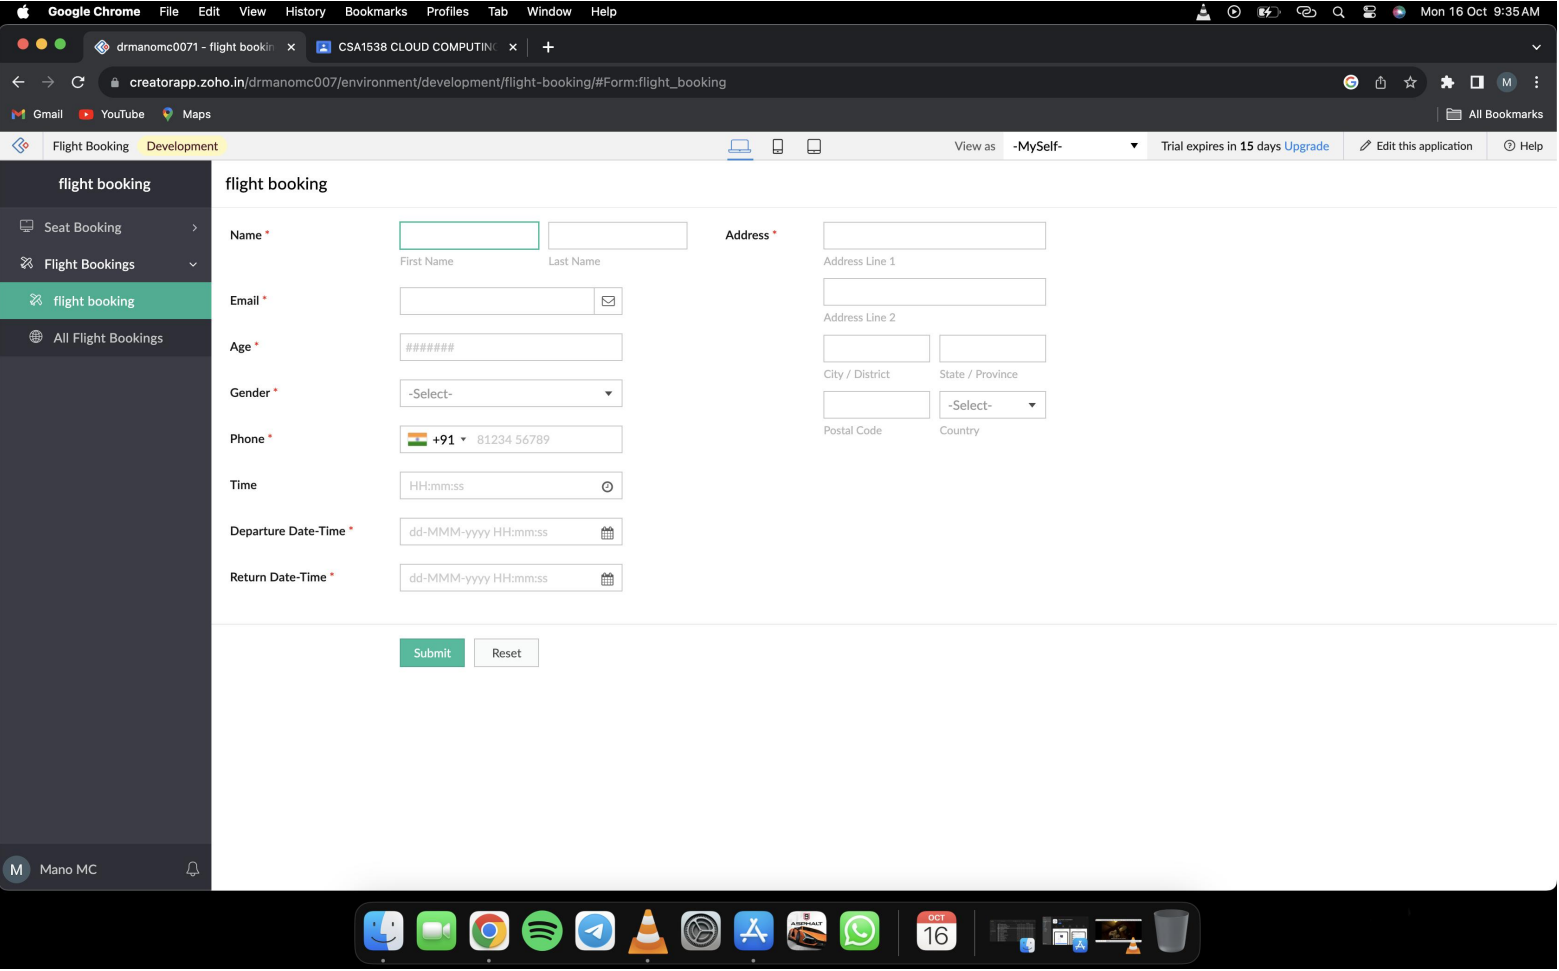 Google Chrome File Edit View History Bookmarks Profiles Tab Window Help Mon 16 Oct 9:35 AM
drmanomc0071 - flight bookin CSA1538 CLOUD COMPUTING
creatorapp.zoho.in/drmanomc007/environment/development/flight-booking/#Form:flight_booking M
Gmail YouTube Maps All Bookmarks
Flight Booking Development View as -MySelf- Trial expires in 15 days Upgrade Edit this application Help
flight booking
Seat Booking
Flight Bookings
flight booking
All Flight Bookings
M Mano MC
flight booking
Name *
First Name Last Name
Email *
Age * #######
Gender * -Select-
Phone * +91 81234 56789
Time HH:mm:ss
Departure Date-Time * dd-MMM-yyyy HH:mm:ss
Return Date-Time * dd-MMM-yyyy HH:mm:ss
Address *
Address Line 1
Address Line 2
City / District State / Province
-Select-
Postal Code Country
Submit Reset
ASPHALT
OCT
16